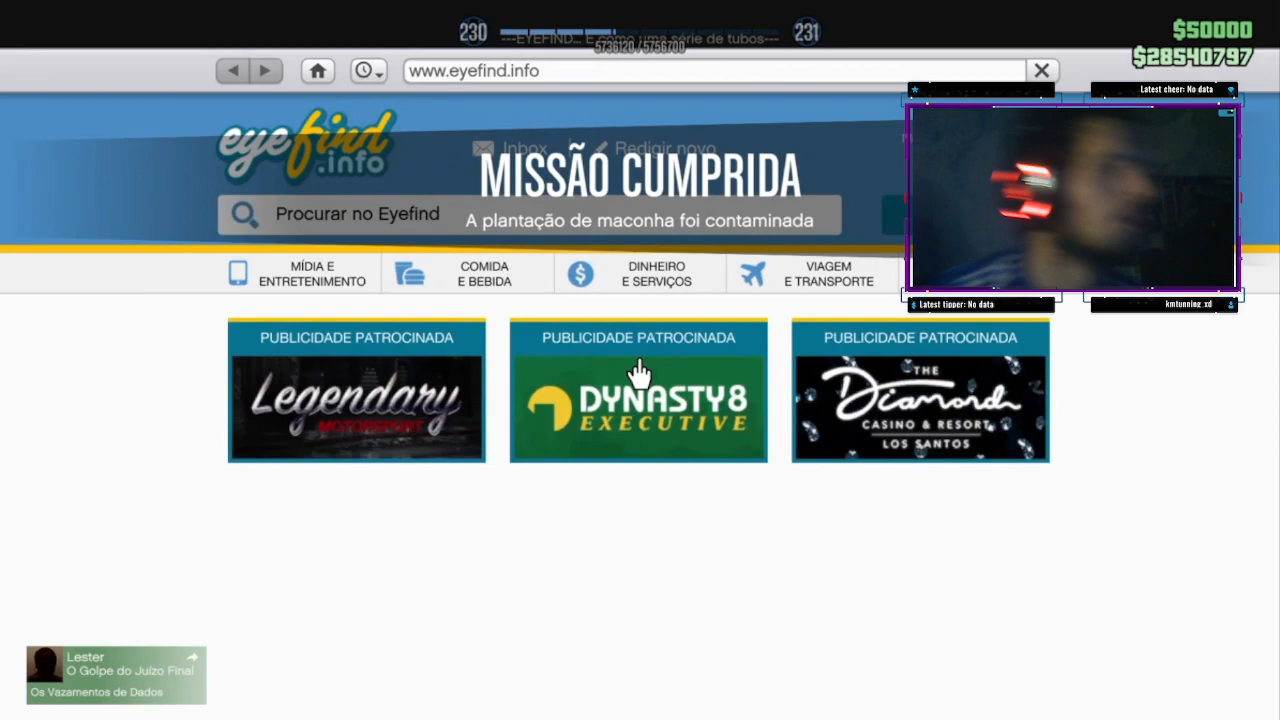 230
---EYEFIND... É como uma série de tubos---
231
5736120 / 5756700
$50000
$28540797
www.eyefind.info
Latest cheer: No data
eyefind
.info
Inbox
Redigir novo
MISSÃO CUMPRIDA
Procurar no Eyefind
A plantação de maconha foi contaminada
MÍDIA E
ENTRETENIMENTO
COMIDA
E BEBIDA
DINHEIRO
E SERVIÇOS
VIAGEM
E TRANSPORTE
Latest tipper: No data
kmtunning_xd
PUBLICIDADE PATROCINADA
Legendary
MOTORSPORT
PUBLICIDADE PATROCINADA
DYNASTY8
EXECUTIVE
PUBLICIDADE PATROCINADA
THE
Diamond
CASINO & RESORT
LOS SANTOS
Lester
O Golpe do Juízo Final
Os Vazamentos de Dados